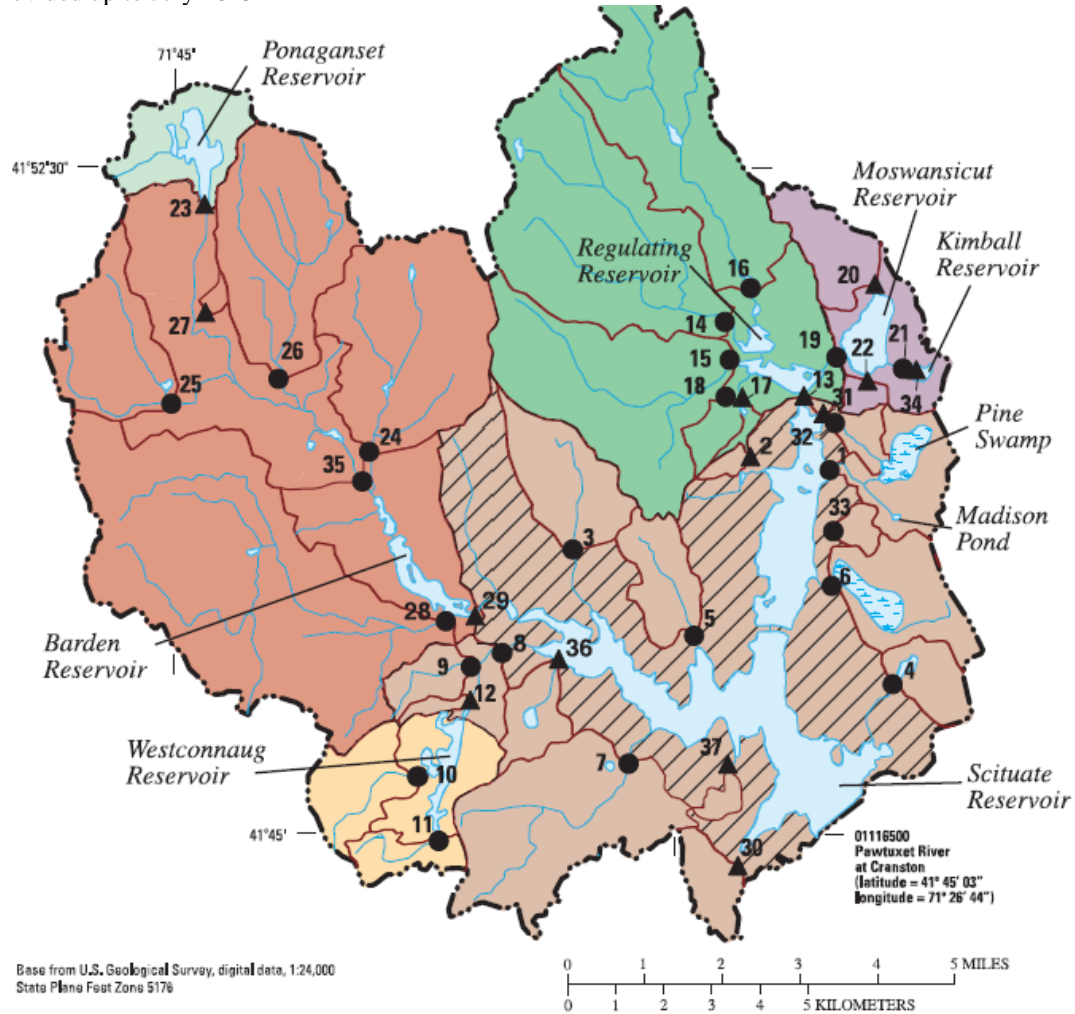 71°45'
Ponaganset
Reservoir
41°52'30"
Moswansicut
Reservoir
Kimball
Reservoir
Regulating
Reservoir
23
16
20
27
14
19
22
21
26
15
13
25
18
17
31
34
24
2
32
Pine
Swamp
35
1
33
Madison
Pond
3
6
28
29
5
8
36
9
4
Barden
Reservoir
12
37
7
Westconnaug
Reservoir
10
Scituate
Reservoir
41°45'
11
30
01116500
Pawtuxet River
at Cranston
(latitude = 41° 45' 03"
longitude = 71° 26' 44")
Base from U.S. Geological Survey, digital data, 1:24,000
State Plane Feet Zone 5176
0 1 2 3 4 5 MILES
0 1 2 3 4 5 KILOMETERS